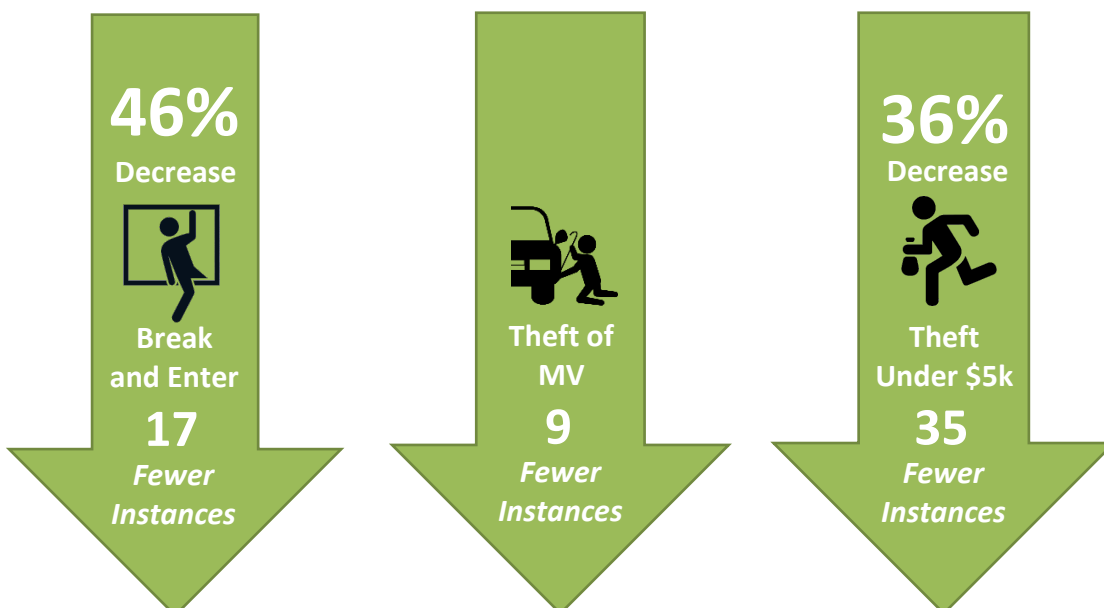 46%
Decrease
Break
and Enter
17
Fewer
Instances
Theft of
MV
9
Fewer
Instances
36%
Decrease
Theft
Under $5k
35
Fewer
Instances